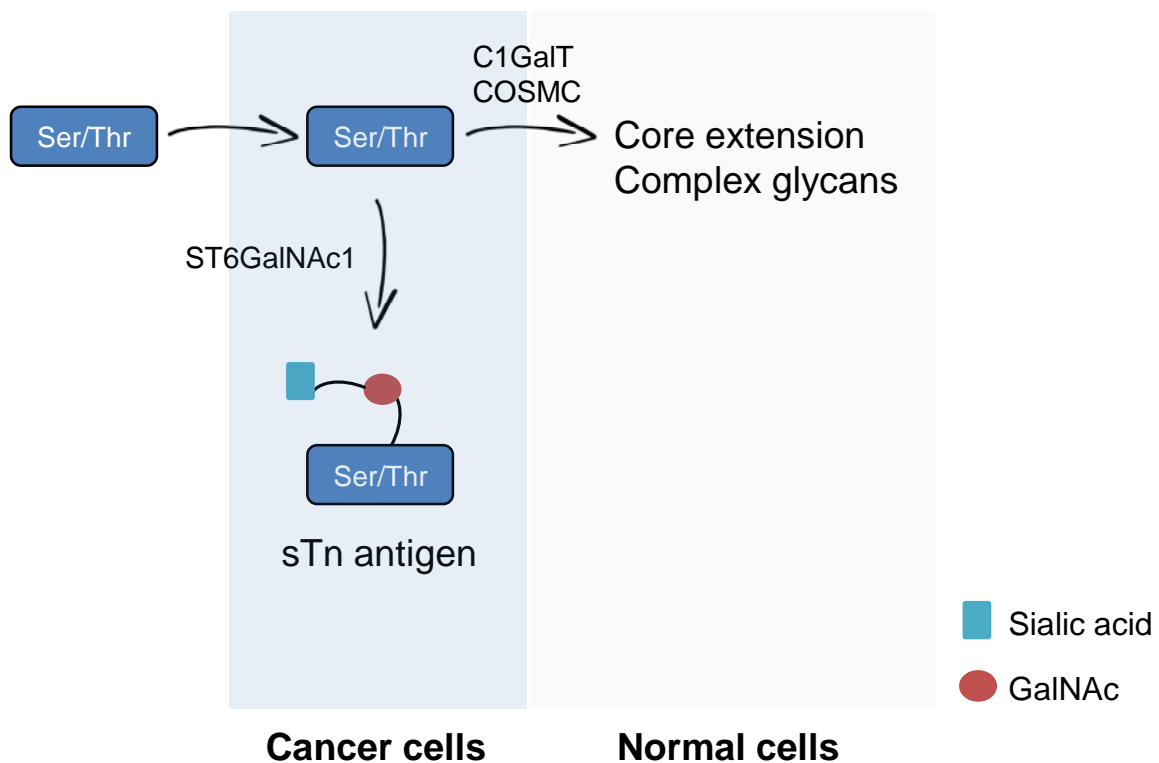 C1GalT
COSMC
Ser/Thr
Ser/Thr
Core extension
Complex glycans
ST6GalNAc1
Ser/Thr
sTn antigen
Sialic acid
GalNAc
Cancer cells
Normal cells